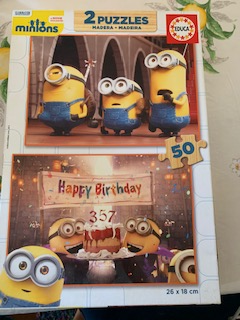 minions
2 PUZZLES
MADERA - MADEIRA
EDUCA
50
Happy Birthday
357
26 x 18 cm